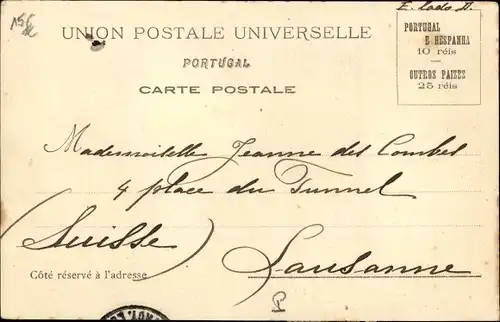 E. lado D.
UNION POSTALE UNIVERSELLE
PORTUGAL
CARTE POSTALE
PORTUGAL
E HESPANHA
10 réis
OUTROS PAIZES
25 réis
Mademoiselle Jeanne des Combes
4 place du Tunnel
(Suisse)
Lausanne
Côté réservé à l'adresse